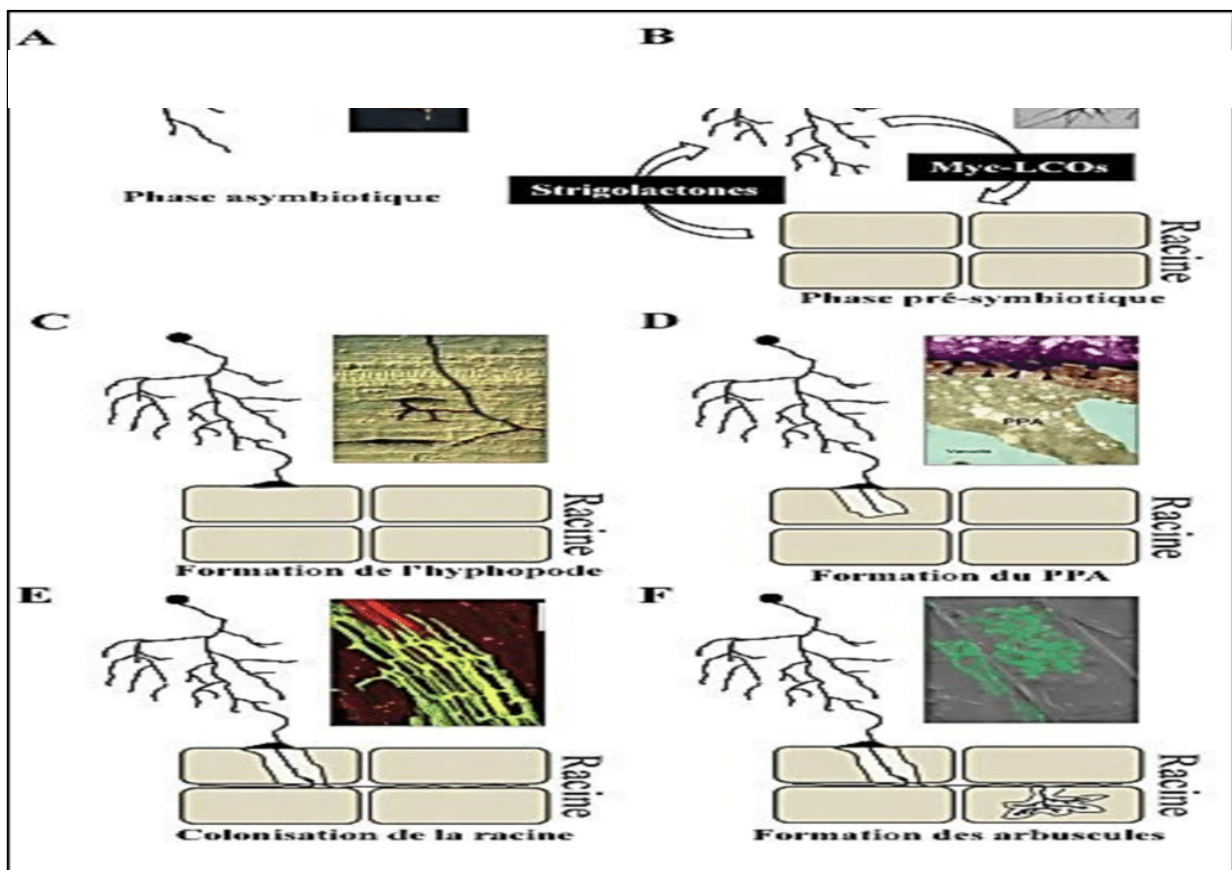 A
B
Phase asymbiotique
Strigolactones
Myc-LCOs
Racine
Phase pré-symbiotique
C
Racine
Formation de l'hyphopode
D
PPA
Vacuole
Racine
Formation du PPA
E
Racine
Colonisation de la racine
F
Racine
Formation des arbuscules